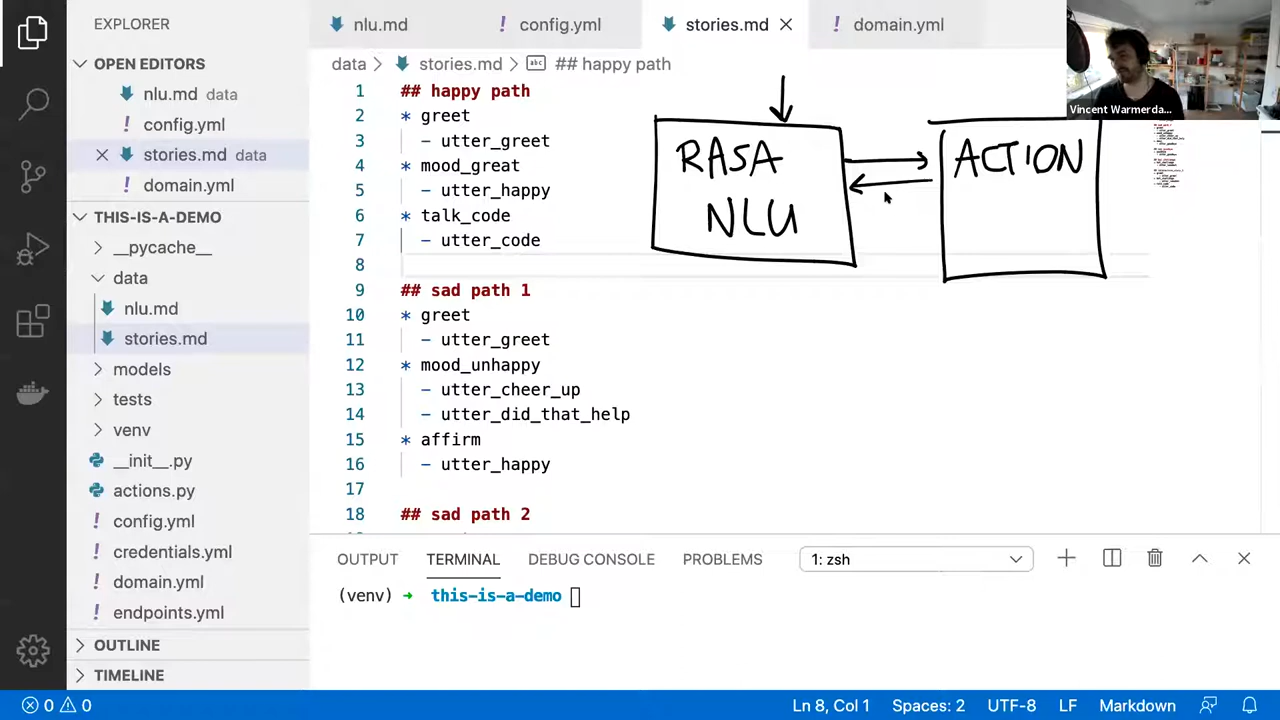 EXPLORER
OPEN EDITORS
nlu.md data
config.yml
stories.md data
domain.yml
THIS-IS-A-DEMO
__pycache__
data
nlu.md
stories.md
models
tests
venv
__init__.py
actions.py
config.yml
credentials.yml
domain.yml
endpoints.yml
OUTLINE
TIMELINE
nlu.md config.yml stories.md domain.yml
data stories.md ## happy path
1 ## happy path
2 * greet
3 - utter_greet
4 * mood_great
5 - utter_happy
6 * talk_code
7 - utter_code
8
9 ## sad path 1
10 * greet
11 - utter_greet
12 * mood_unhappy
13 - utter_cheer_up
14 - utter_did_that_help
15 * affirm
16 - utter_happy
17
18 ## sad path 2
RASA
NLU
ACTION
Vincent Warmerda...
OUTPUT TERMINAL DEBUG CONSOLE PROBLEMS 1: zsh
(venv) → this-is-a-demo
0 0 Ln 8, Col 1 Spaces: 2 UTF-8 LF Markdown